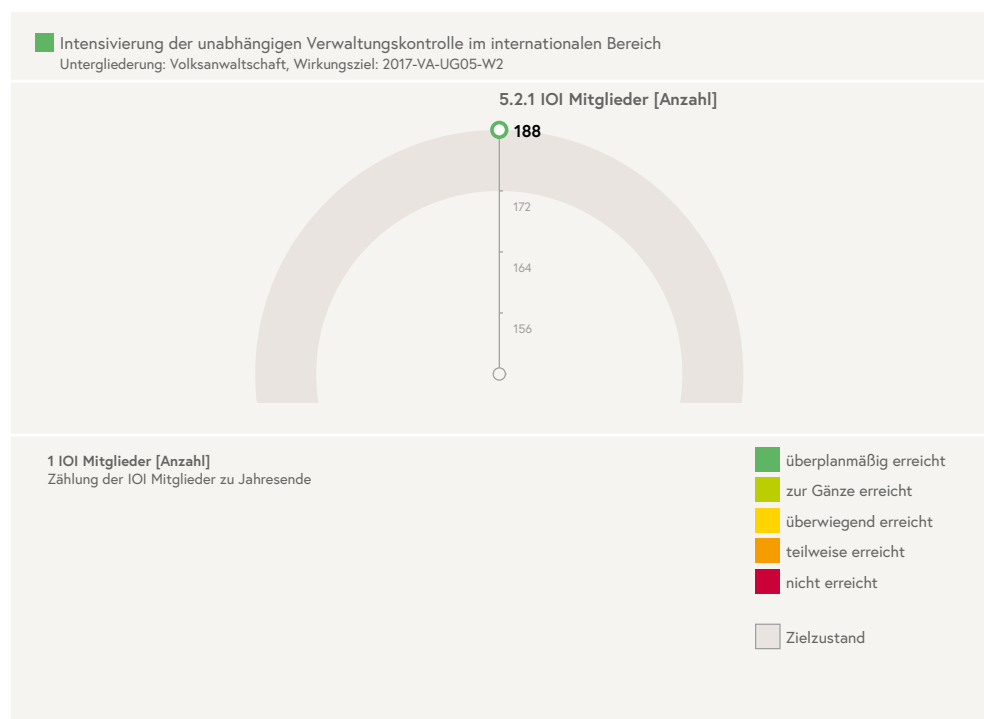 Intensivierung der unabhängigen Verwaltungskontrolle im internationalen Bereich
Untergliederung: Volksanwaltschaft, Wirkungsziel: 2017-VA-UG05-W2
5.2.1 IOI Mitglieder [Anzahl]
188
172
164
156
1 IOI Mitglieder [Anzahl]
Zählung der IOI Mitglieder zu Jahresende
überplanmäßig erreicht
zur Gänze erreicht
überwiegend erreicht
teilweise erreicht
nicht erreicht
Zielzustand